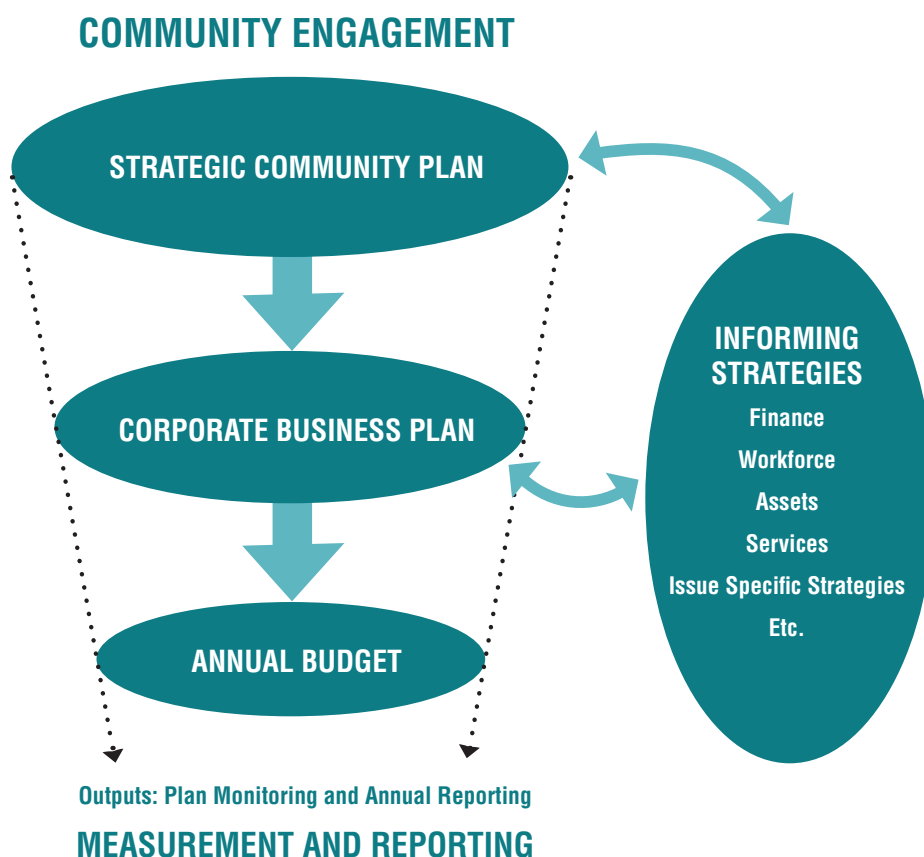 COMMUNITY ENGAGEMENT
STRATEGIC COMMUNITY PLAN
CORPORATE BUSINESS PLAN
ANNUAL BUDGET
INFORMING
STRATEGIES
Finance
Workforce
Assets
Services
Issue Specific Strategies
Etc.
Outputs: Plan Monitoring and Annual Reporting
MEASUREMENT AND REPORTING